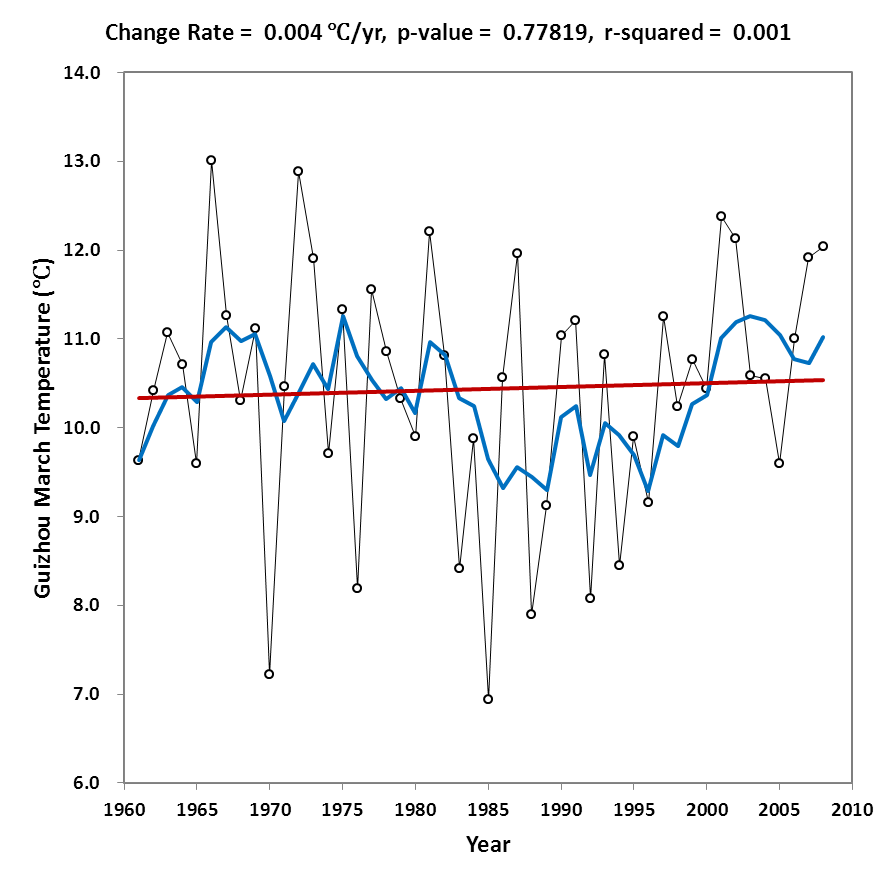 Change Rate = 0.004 ℃/yr, p-value = 0.77819, r-squared = 0.001
14.0
13.0
12.0
11.0
10.0
9.0
8.0
7.0
6.0
Guizhou March Temperature (℃)
1960 1965 1970 1975 1980 1985 1990 1995 2000 2005 2010
Year